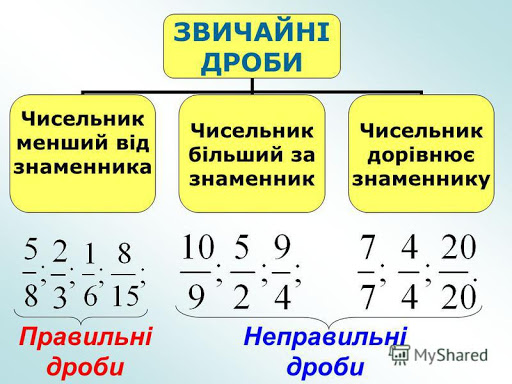 ЗВИЧАЙНІ
ДРОБИ
Чисельник
менший від
знаменника
Чисельник
більший за
знаменник
Чисельник
дорівнює
знаменнику
5/8; 2/3; 1/6; 8/15;
10/9; 5/2; 9/4;
7/7; 4/4; 20/20.
Правильні
дроби
Неправильні
дроби
MyShared